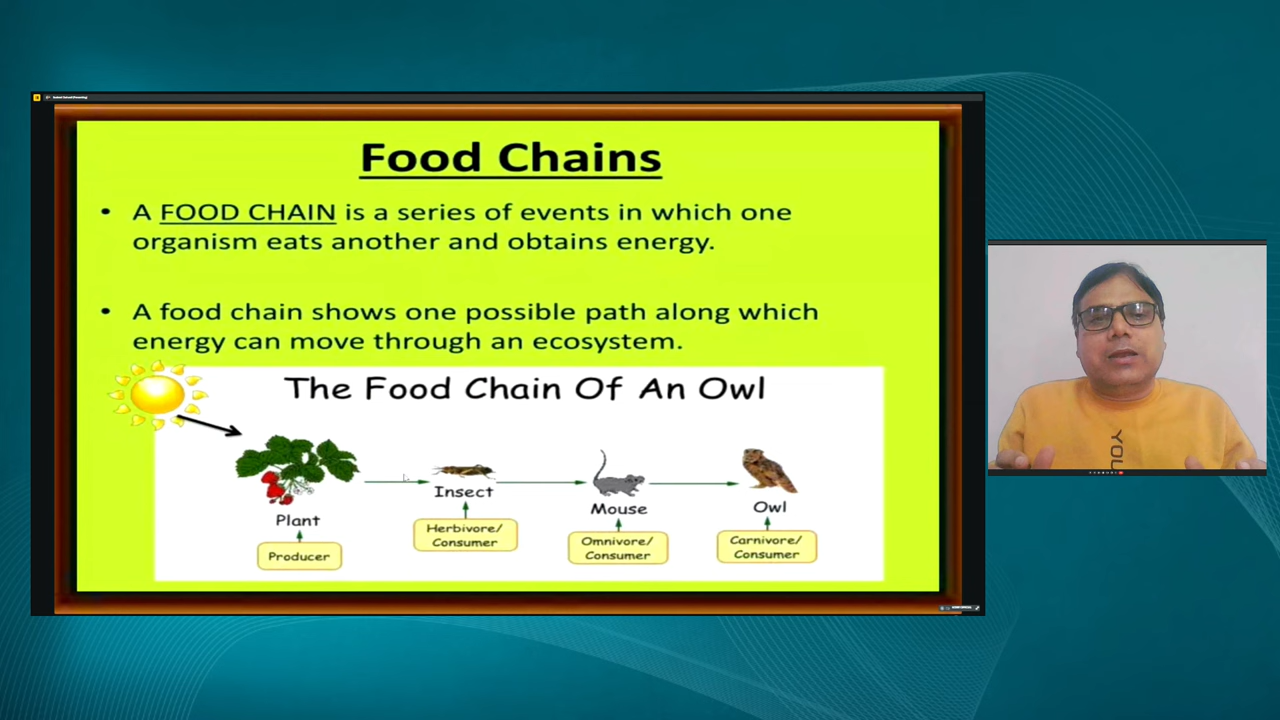 Food Chains
• A FOOD CHAIN is a series of events in which one
organism eats another and obtains energy.
• A food chain shows one possible path along which
energy can move through an ecosystem.
The Food Chain Of An Owl
Plant
Producer
Insect
Herbivore/
Consumer
Mouse
Omnivore/
Consumer
Owl
Carnivore/
Consumer
YOU